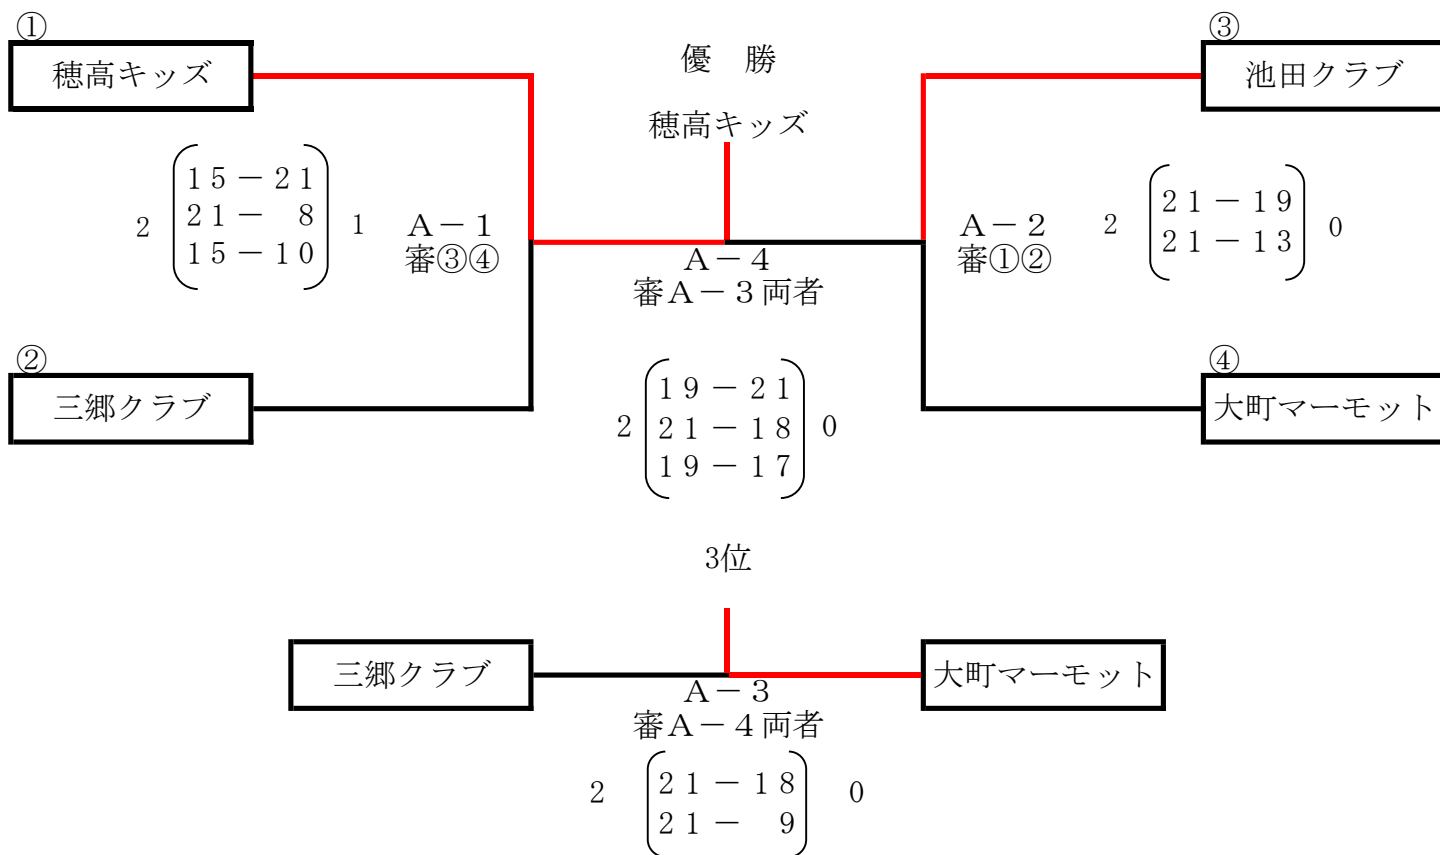 ①
穂高キッズ
優　勝
穂高キッズ
③
池田クラブ
2
15－21
21－　8
15－10
1
A－1
審③④
A－4
審A－3両者
A－2
審①②
2
21－19
21－13
0
②
三郷クラブ
2
19－21
21－18
19－17
0
④
大町マーモット
3位
三郷クラブ
A－3
審A－4両者
大町マーモット
2
21－18
21－　9
0